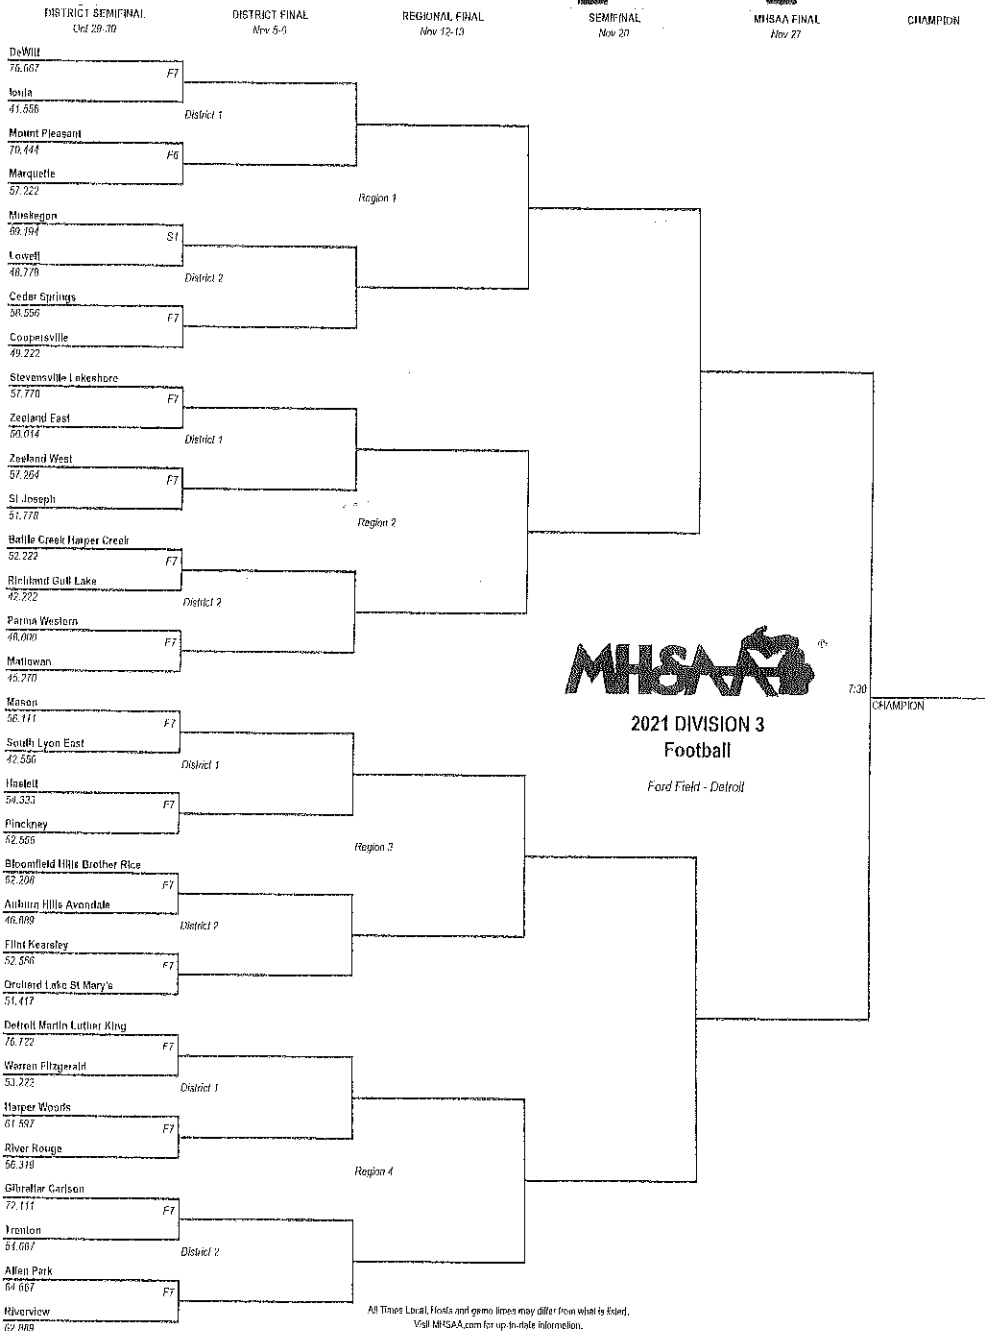 DISTRICT SEMIFINAL
Oct 29-30
DISTRICT FINAL
Nov 5-6
REGIONAL FINAL
Nov 12-13
SEMIFINAL
Nov 20
MHSAA FINAL
Nov 27
CHAMPION
DeWitt
76.667
F7
Ionia
41.556
District 1
Mount Pleasant
70.444
F6
Marquette
57.222
Region 1
Muskegon
69.194
S1
Lowell
48.778
District 2
Cedar Springs
58.556
F7
Coopersville
49.222
Stevensville Lakeshore
57.770
F7
Zeeland East
50.014
District 1
Zeeland West
57.264
F7
St Joseph
51.778
Region 2
Battle Creek Harper Creek
52.222
F7
Richland Gull Lake
42.222
District 2
Parma Western
48.000
F7
Mattawan
45.270
Mason
56.111
F7
South Lyon East
42.556
District 1
Haslett
54.333
F7
Pinckney
52.556
Region 3
Bloomfield Hills Brother Rice
62.208
F7
Auburn Hills Avondale
46.889
District 2
Flint Kearsley
52.586
F7
Orchard Lake St Mary's
51.417
Detroit Martin Luther King
76.722
F7
Warren Fitzgerald
53.222
District 1
Harper Woods
61.597
F7
River Rouge
56.319
Region 4
Gibraltar Carlson
72.111
F7
Trenton
54.667
District 2
Allen Park
64.667
F7
Riverview
62.889
MHSAA
®
2021 DIVISION 3
Football
Ford Field - Detroit
7:30
CHAMPION
All Times Local. Hosts and game times may differ from what is listed.
Visit MHSAA.com for up-to-date information.